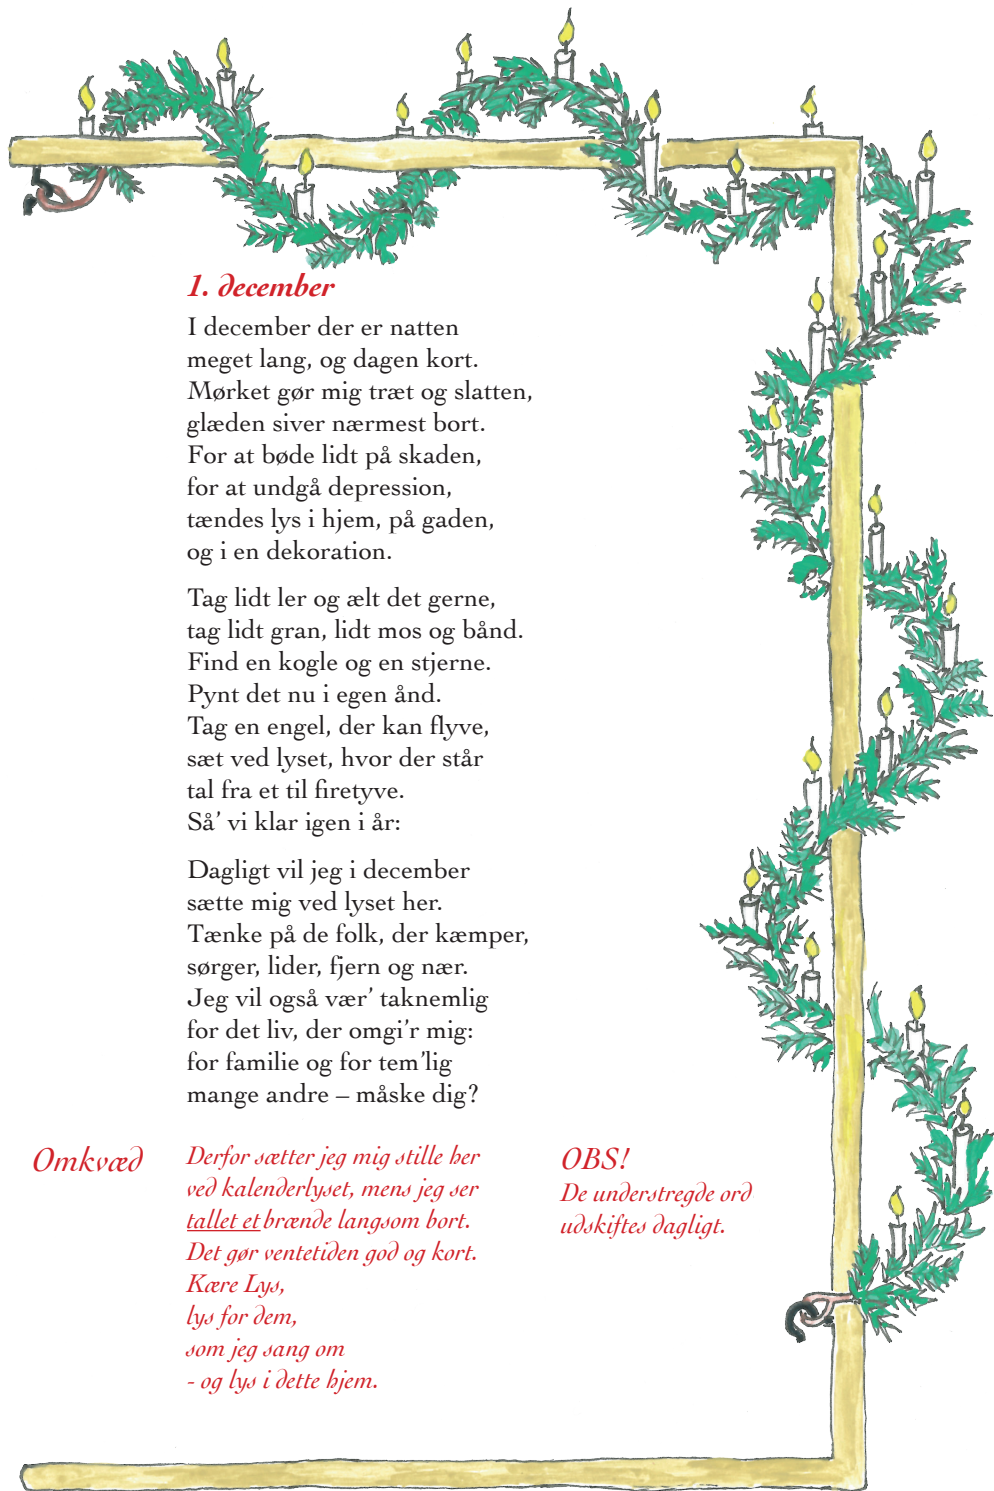 1. december
I december der er natten
meget lang, og dagen kort.
Mørket gør mig træt og slatten,
glæden siver nærmest bort.
For at bøde lidt på skaden,
for at undgå depression,
tændes lys i hjem, på gaden,
og i en dekoration.
Tag lidt ler og ælt det gerne,
tag lidt gran, lidt mos og bånd.
Find en kogle og en stjerne.
Pynt det nu i egen ånd.
Tag en engel, der kan flyve,
sæt ved lyset, hvor der står
tal fra et til firetyve.
Så’ vi klar igen i år:
Dagligt vil jeg i december
sætte mig ved lyset her.
Tænke på de folk, der kæmper,
sørger, lider, fjern og nær.
Jeg vil også vær’ taknemlig
for det liv, der omgi’r mig:
for familie og for tem’lig
mange andre – måske dig?
Omkvæd
Derfor sætter jeg mig stille her
ved kalenderlyset, mens jeg ser
tallet et brænde langsom bort.
Det gør ventetiden god og kort.
Kære Lys,
lys for dem,
som jeg sang om
- og lys i dette hjem.
OBS!
De understregde ord
udskiftes dagligt.